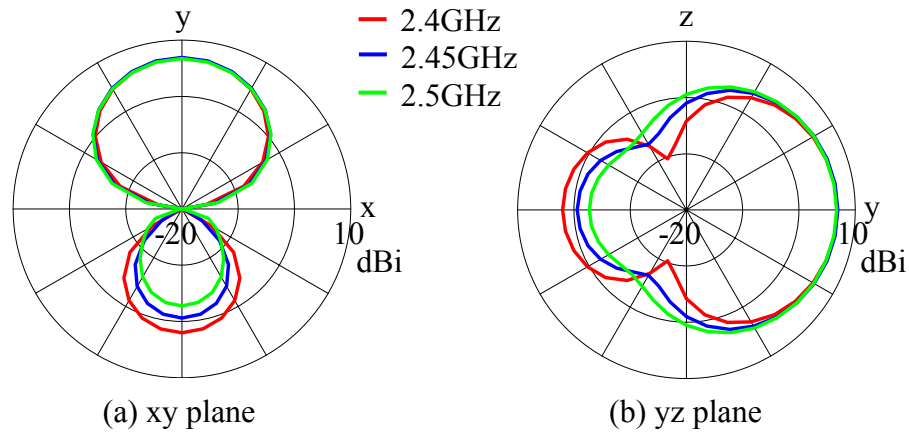 y
2.4GHz
2.45GHz
2.5GHz
z
x
-20
10
dBi
y
-20
10
dBi
(a) xy plane
(b) yz plane